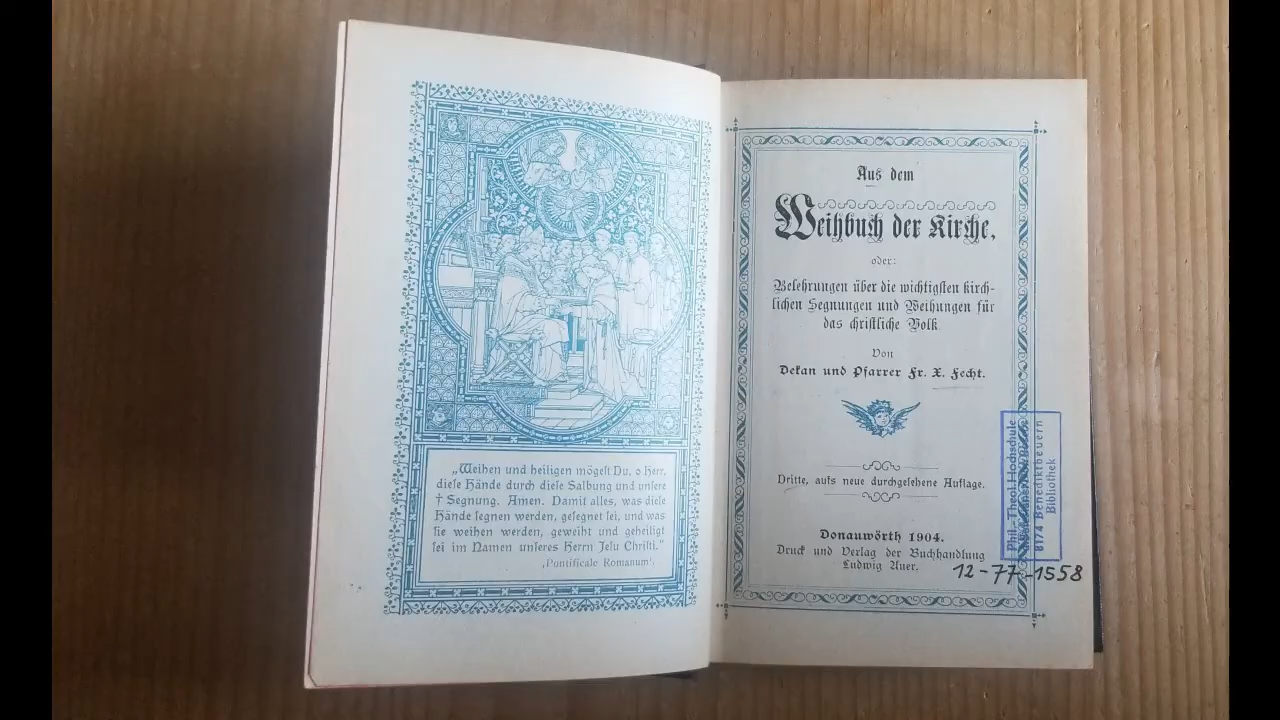 „Weihen und heiligen mögest Du, o Herr,
diese Hände durch diese Salbung und unsere
† Segnung. Amen. Damit alles, was diese
Hände segnen werden, gesegnet sei, und was
sie weihen werden, geweiht und geheiligt
sei im Namen unseres Herrn Jesu Christi.“
‚Pontificale Romanum‘.
Aus dem
Weihbuch der Kirche,
oder:
Belehrungen über die wichtigsten kirch-
lichen Segnungen und Weihungen für
das christliche Volk
Von
Dekan und Pfarrer Fr. X. Fecht.
Dritte, aufs neue durchgesehene Auflage.
Donauwörth 1904.
Druck und Verlag der Buchhandlung
Ludwig Auer.
Phil.-Theol. Hochschule
8174 Benediktbeuern
Bibliothek
12-77-1558